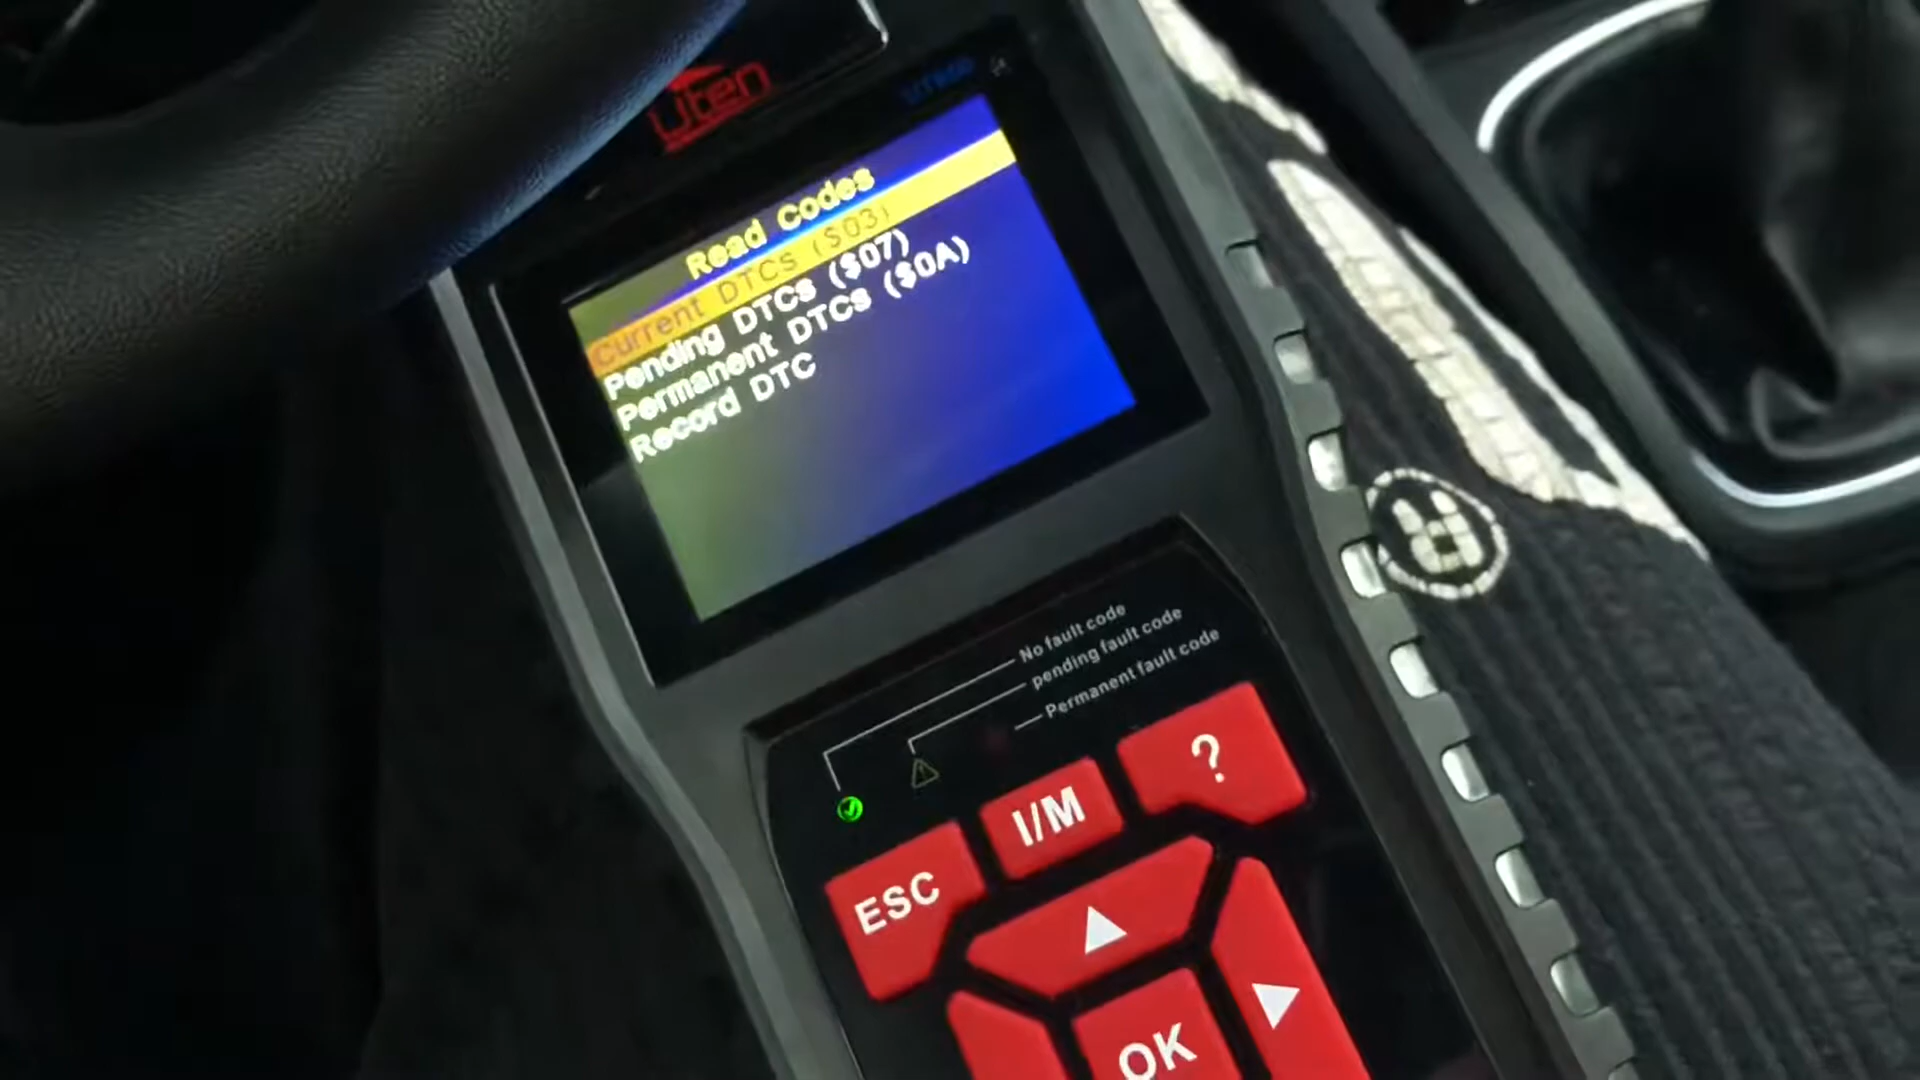 Uten
Read Codes
Current DTCs ($03)
Pending DTCs ($07)
Permanent DTCs ($0A)
Record DTC
No fault code
pending fault code
Permanent fault code
?
I/M
ESC
OK